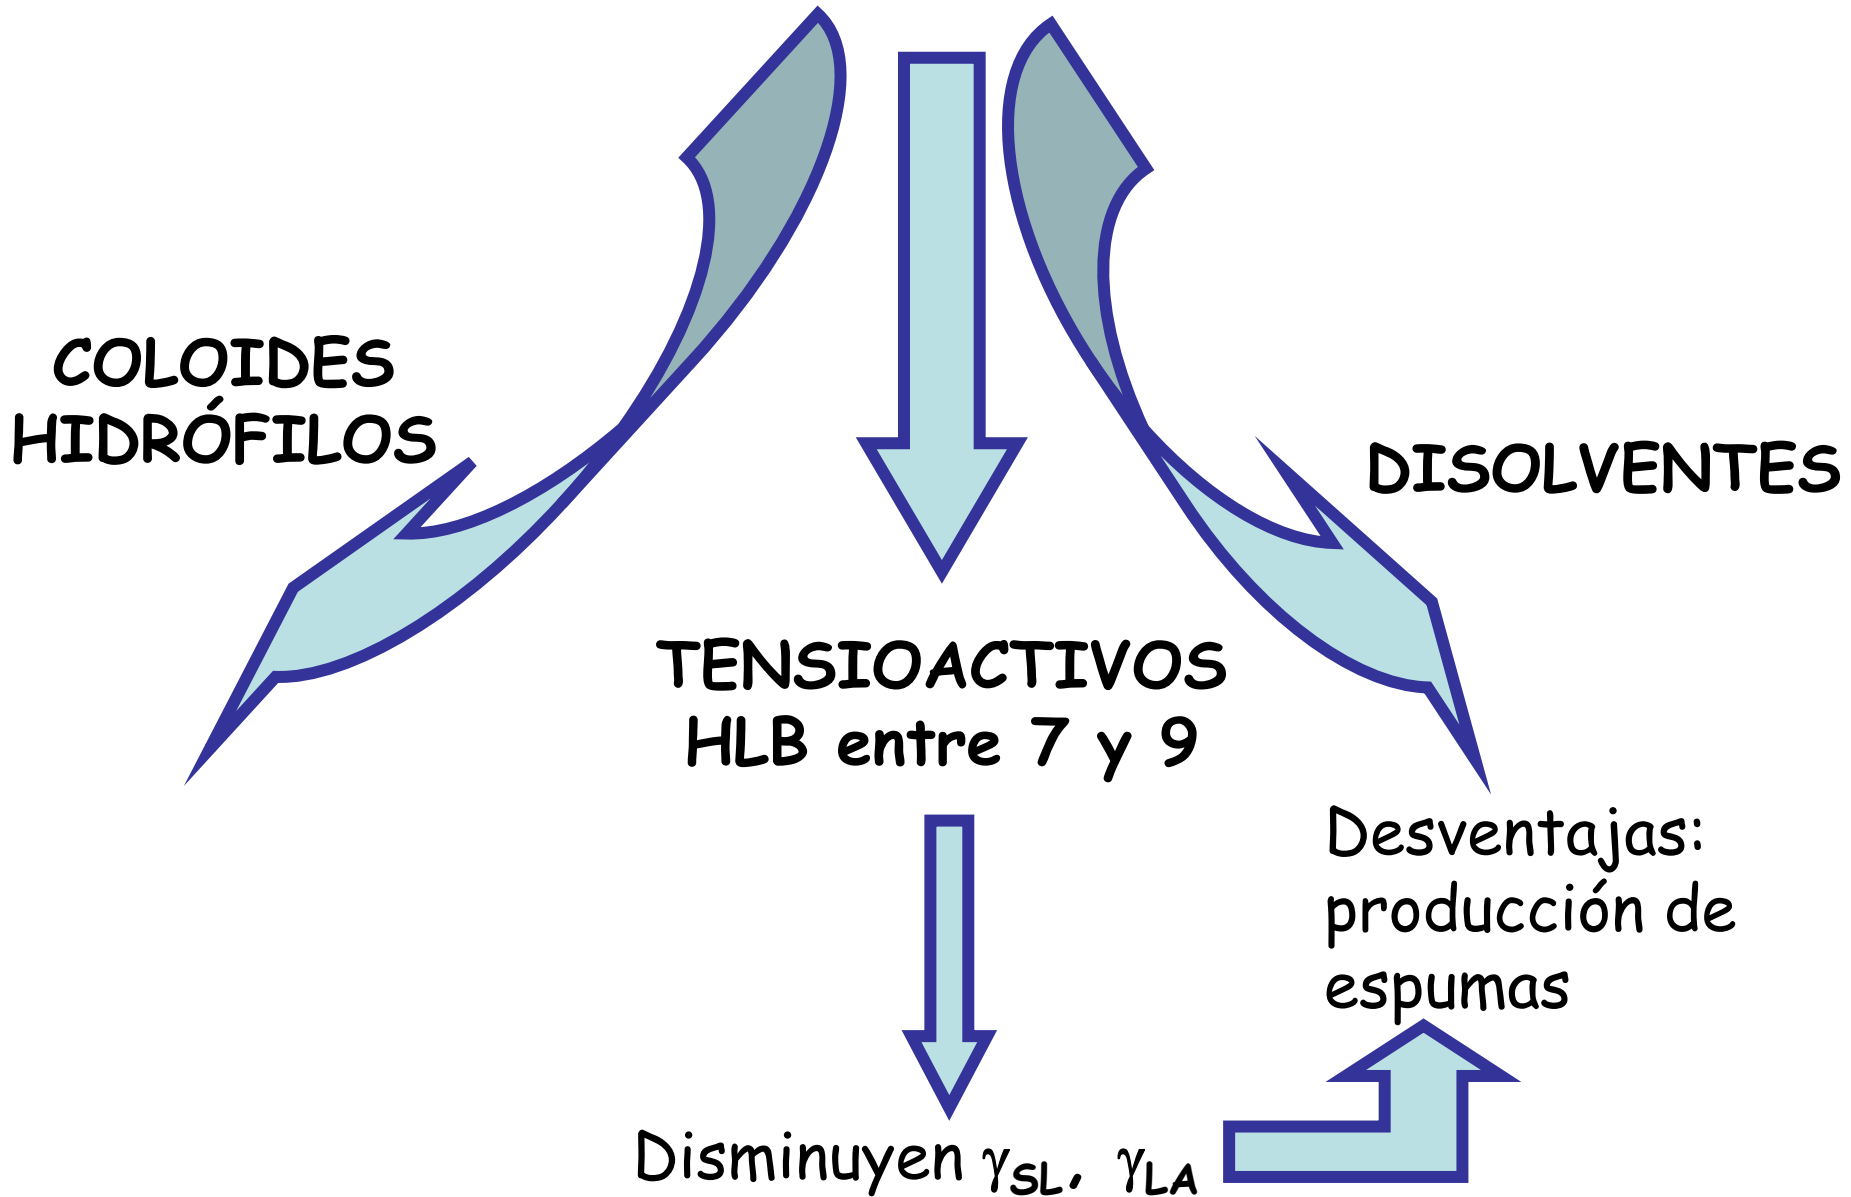 COLOIDES
HIDRÓFILOS
DISOLVENTES
TENSIOACTIVOS
HLB entre 7 y 9
Desventajas:
producción de
espumas
Disminuyen γSL, γLA